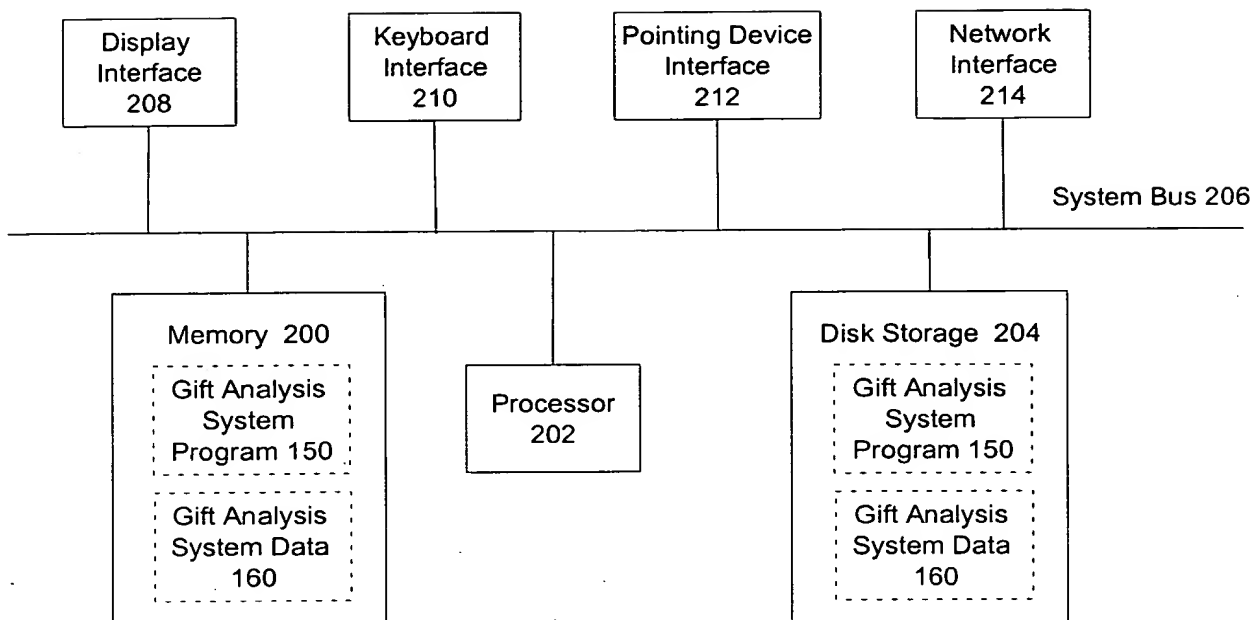 Display
Interface
208
Keyboard
Interface
210
Pointing Device
Interface
212
Network
Interface
214
System Bus 206
Memory 200
Gift Analysis
System
Program 150
Gift Analysis
System Data
160
Processor
202
Disk Storage 204
Gift Analysis
System
Program 150
Gift Analysis
System Data
160